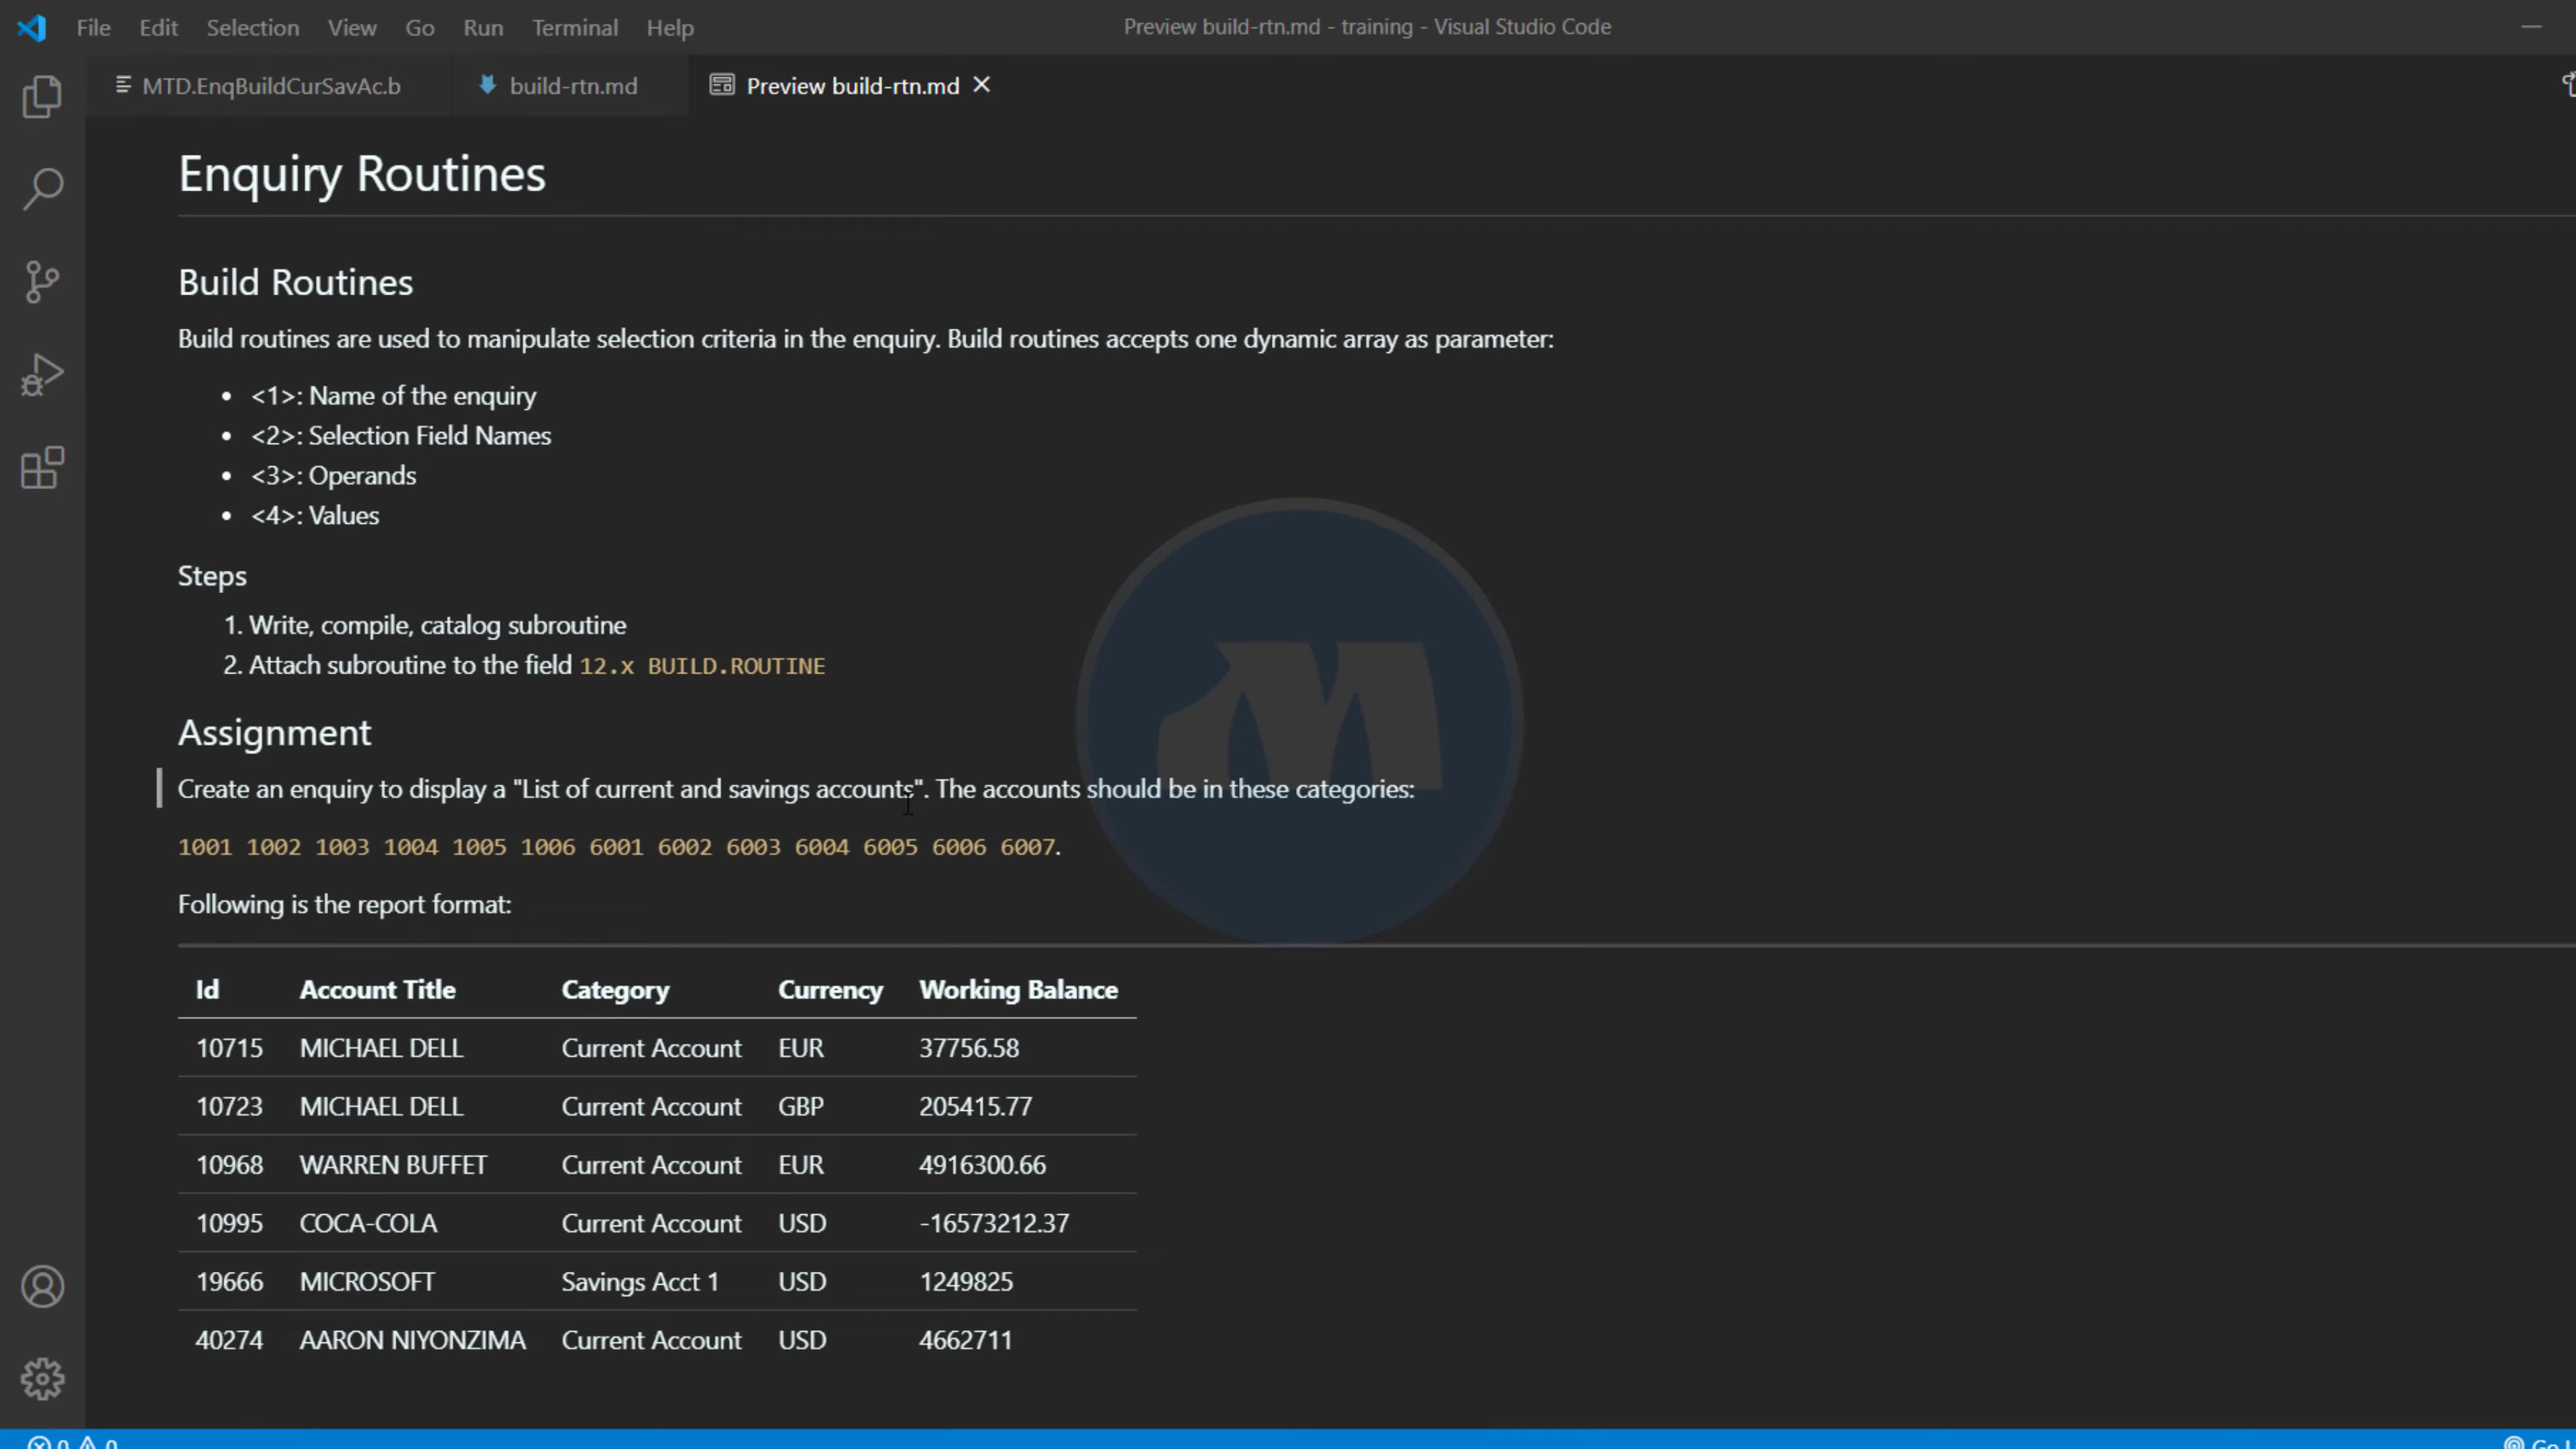 File Edit Selection View Go Run Terminal Help Preview build-rtn.md - training - Visual Studio Code
MTD.EnqBuildCurSavAc.b build-rtn.md Preview build-rtn.md
Enquiry Routines
Build Routines
Build routines are used to manipulate selection criteria in the enquiry. Build routines accepts one dynamic array as parameter:
• <1>: Name of the enquiry
• <2>: Selection Field Names
• <3>: Operands
• <4>: Values
Steps
1. Write, compile, catalog subroutine
2. Attach subroutine to the field 12.x BUILD.ROUTINE
Assignment
Create an enquiry to display a "List of current and savings accounts". The accounts should be in these categories:
1001 1002 1003 1004 1005 1006 6001 6002 6003 6004 6005 6006 6007.
Following is the report format:
Id Account Title Category Currency Working Balance
10715 MICHAEL DELL Current Account EUR 37756.58
10723 MICHAEL DELL Current Account GBP 205415.77
10968 WARREN BUFFET Current Account EUR 4916300.66
10995 COCA-COLA Current Account USD -16573212.37
19666 MICROSOFT Savings Acct 1 USD 1249825
40274 AARON NIYONZIMA Current Account USD 4662711
0 0
M